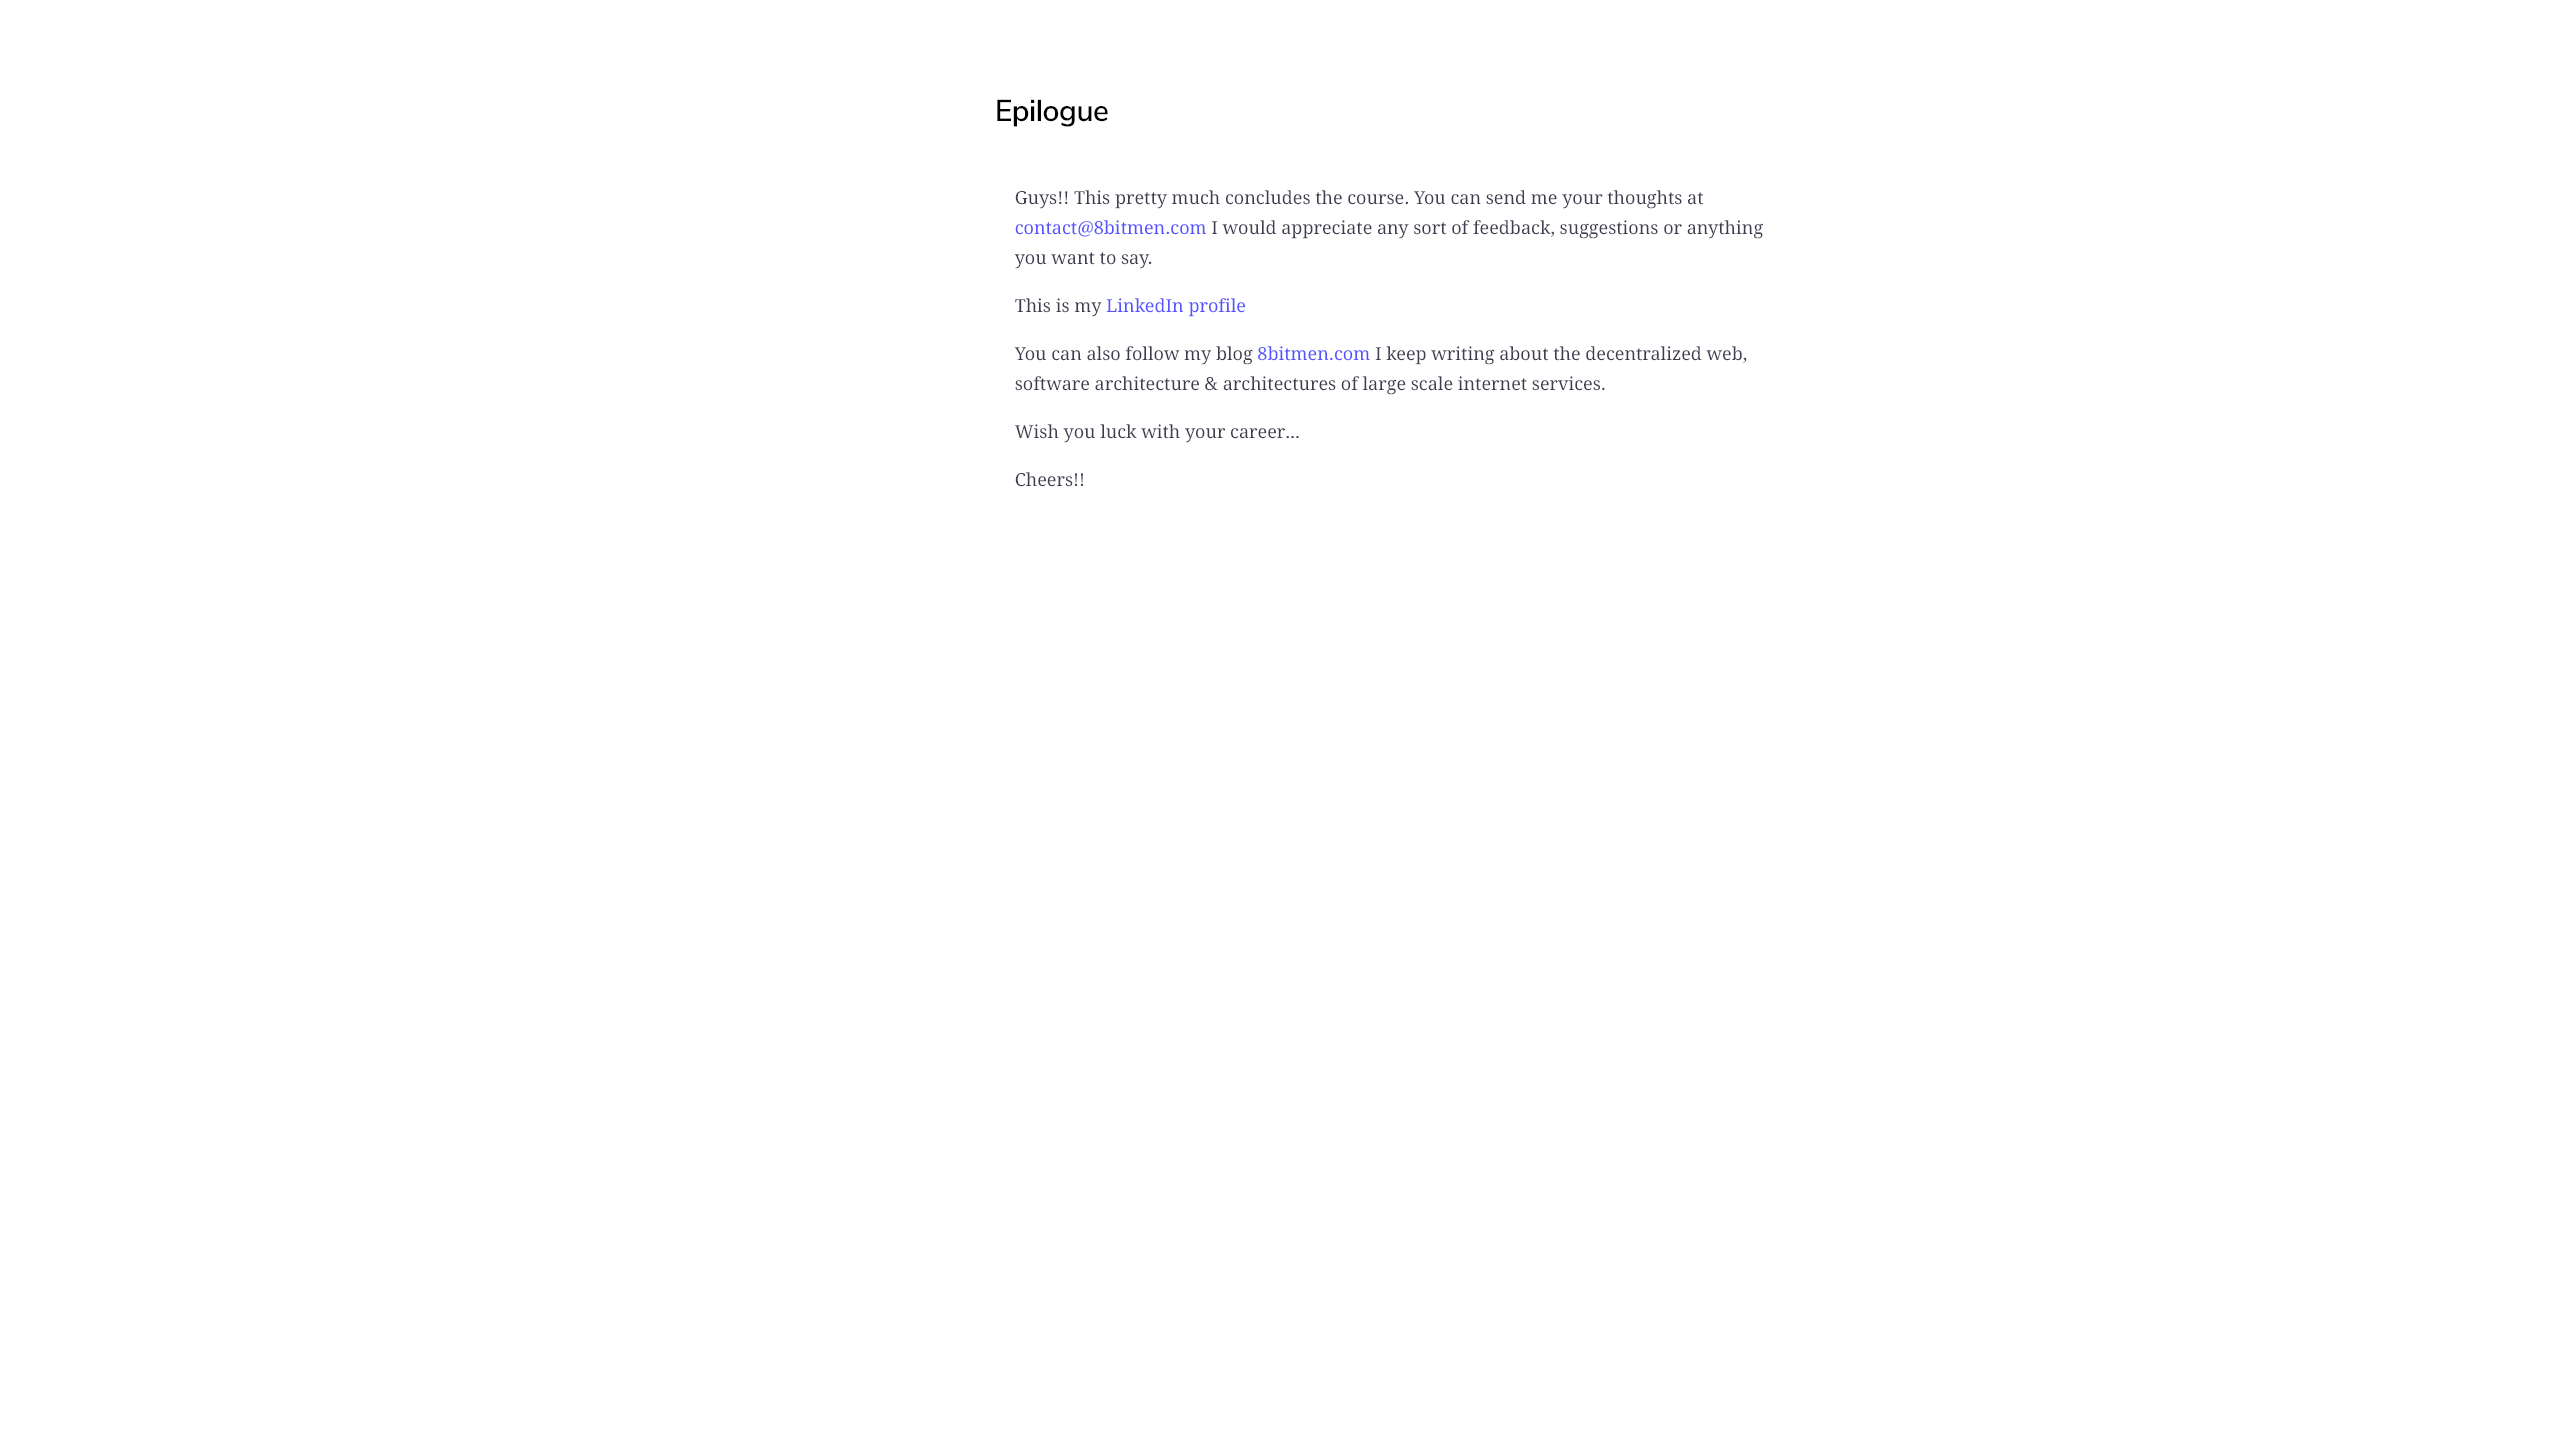 Epilogue
Guys!! This pretty much concludes the course. You can send me your thoughts at
contact@8bitmen.com I would appreciate any sort of feedback, suggestions or anything
you want to say.
This is my LinkedIn profile
You can also follow my blog 8bitmen.com I keep writing about the decentralized web,
software architecture & architectures of large scale internet services.
Wish you luck with your career...
Cheers!!